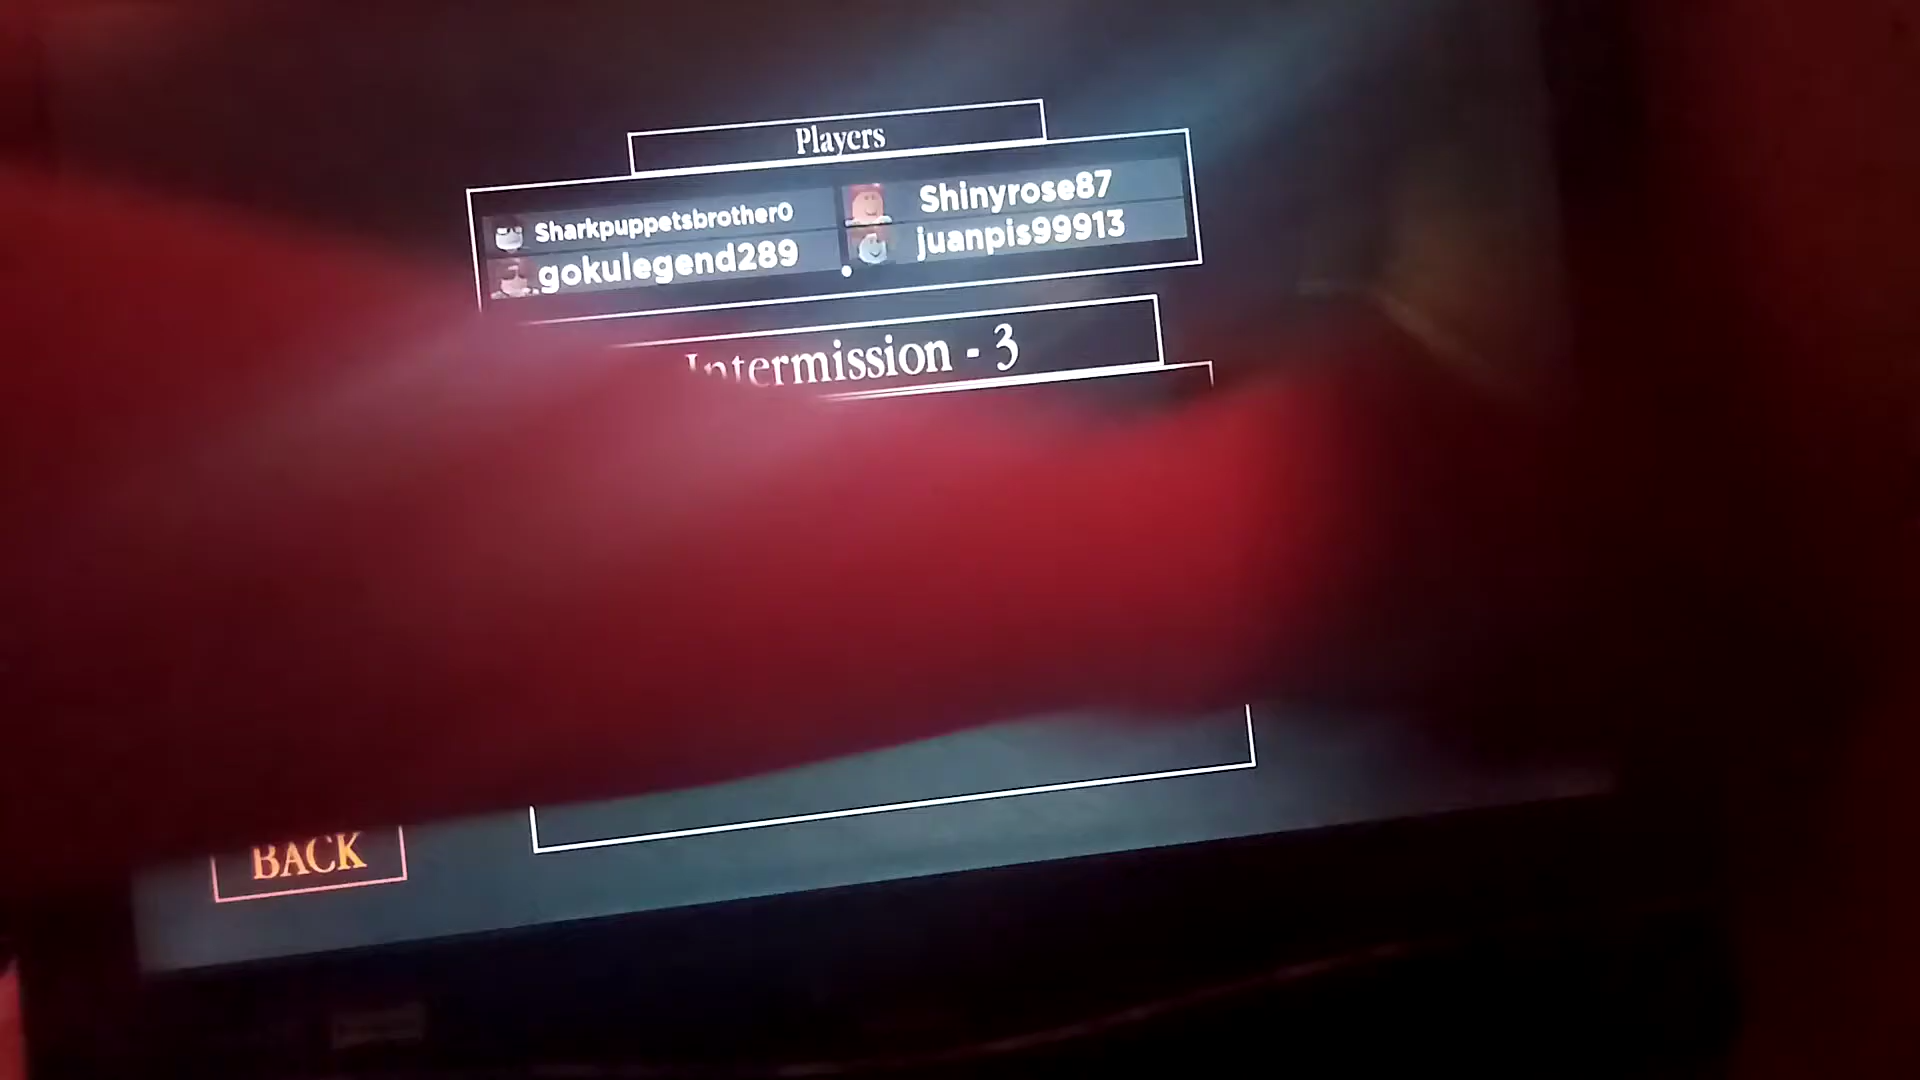 Players
Sharkpuppetsbrother0
Shinyrose87
gokulegend289
juanpis99913
Intermission - 3
BACK